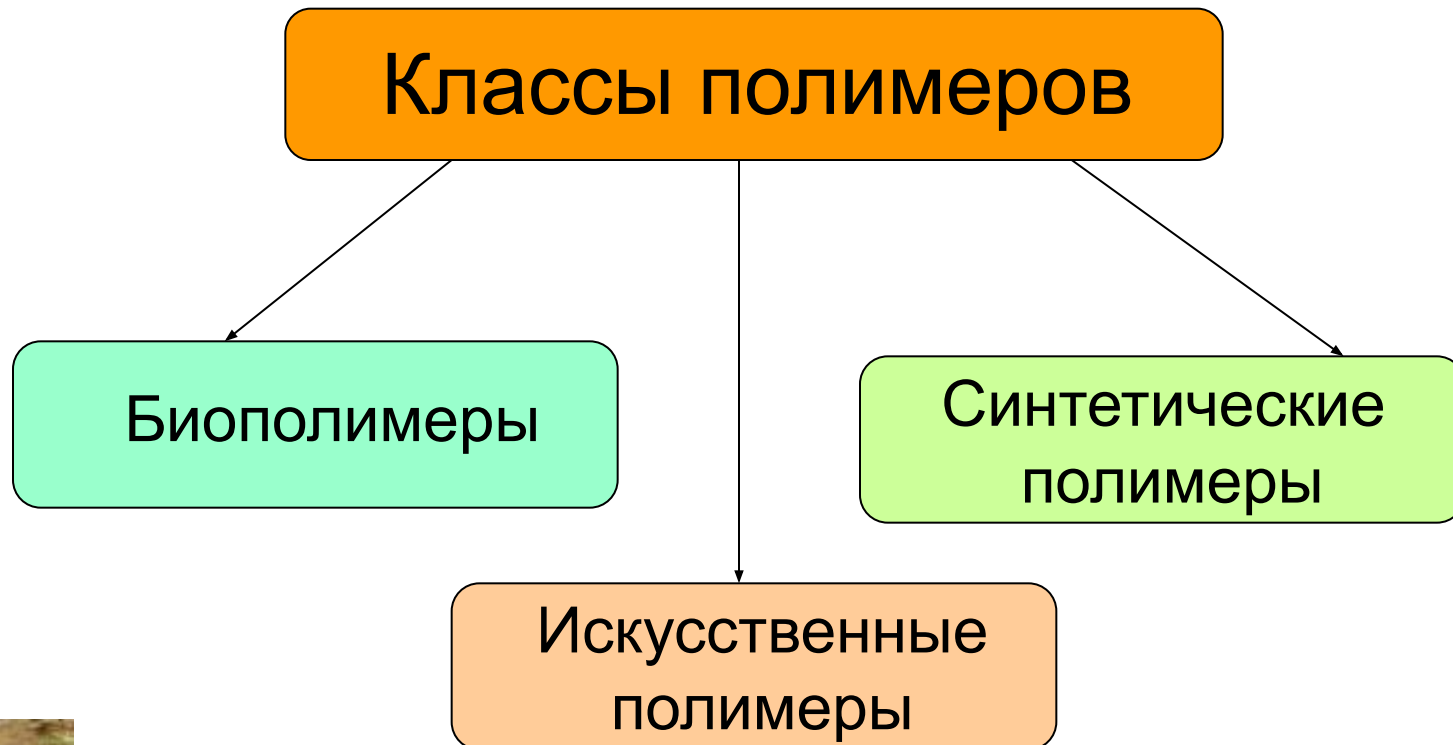 Классы полимеров
Биополимеры
Синтетические
полимеры
Искусственные
полимеры